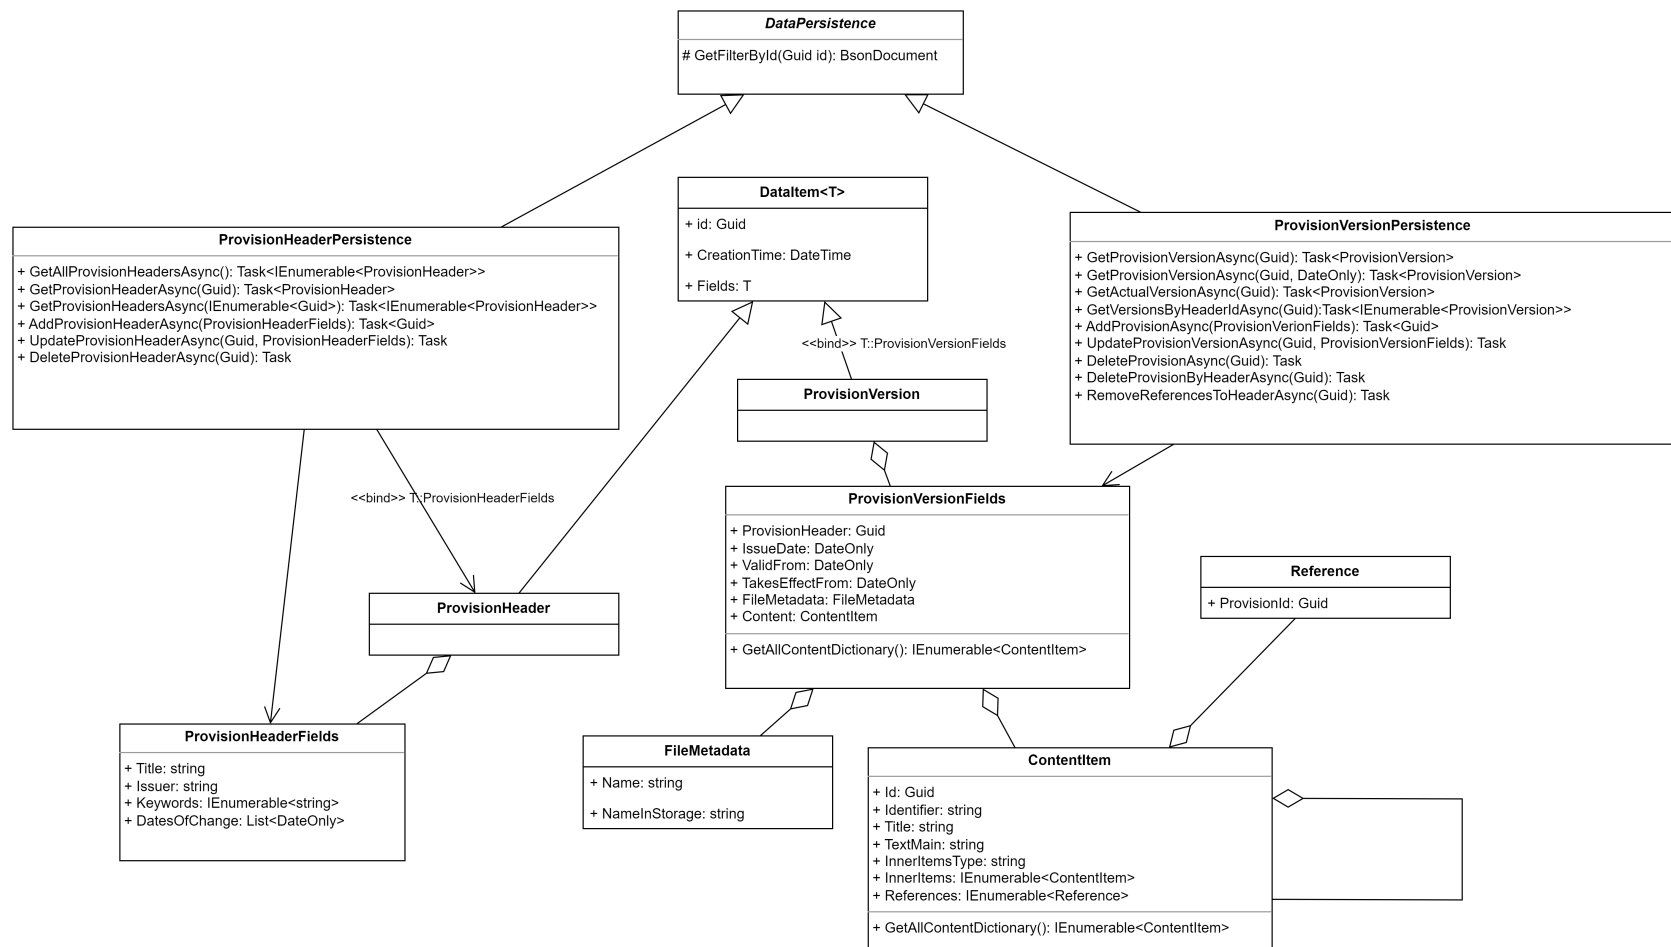 DataPersistence
# GetFilterById(Guid id): BsonDocument
DataItem<T>
+ id: Guid
+ CreationTime: DateTime
+ Fields: T
ProvisionHeaderPersistence
+ GetAllProvisionHeadersAsync(): Task<IEnumerable<ProvisionHeader>>
+ GetProvisionHeaderAsync(Guid): Task<ProvisionHeader>
+ GetProvisionHeadersAsync(IEnumerable<Guid>): Task<IEnumerable<ProvisionHeader>>
+ AddProvisionHeaderAsync(ProvisionHeaderFields): Task<Guid>
+ UpdateProvisionHeaderAsync(Guid, ProvisionHeaderFields): Task
+ DeleteProvisionHeaderAsync(Guid): Task
ProvisionVersionPersistence
+ GetProvisionVersionAsync(Guid): Task<ProvisionVersion>
+ GetProvisionVersionAsync(Guid, DateOnly): Task<ProvisionVersion>
+ GetActualVersionAsync(Guid): Task<ProvisionVersion>
+ GetVersionsByHeaderIdAsync(Guid):Task<IEnumerable<ProvisionVersion>>
+ AddProvisionAsync(ProvisionVerionFields): Task<Guid>
+ UpdateProvisionVersionAsync(Guid, ProvisionVersionFields): Task
+ DeleteProvisionAsync(Guid): Task
+ DeleteProvisionByHeaderAsync(Guid): Task
+ RemoveReferencesToHeaderAsync(Guid): Task
<<bind>> T::ProvisionVersionFields
ProvisionVersion
<<bind>> T::ProvisionHeaderFields
ProvisionVersionFields
+ ProvisionHeader: Guid
+ IssueDate: DateOnly
+ ValidFrom: DateOnly
+ TakesEffectFrom: DateOnly
+ FileMetadata: FileMetadata
+ Content: ContentItem
+ GetAllContentDictionary(): IEnumerable<ContentItem>
Reference
+ ProvisionId: Guid
ProvisionHeader
ProvisionHeaderFields
+ Title: string
+ Issuer: string
+ Keywords: IEnumerable<string>
+ DatesOfChange: List<DateOnly>
FileMetadata
+ Name: string
+ NameInStorage: string
ContentItem
+ Id: Guid
+ Identifier: string
+ Title: string
+ TextMain: string
+ InnerItemsType: string
+ InnerItems: IEnumerable<ContentItem>
+ References: IEnumerable<Reference>
+ GetAllContentDictionary(): IEnumerable<ContentItem>